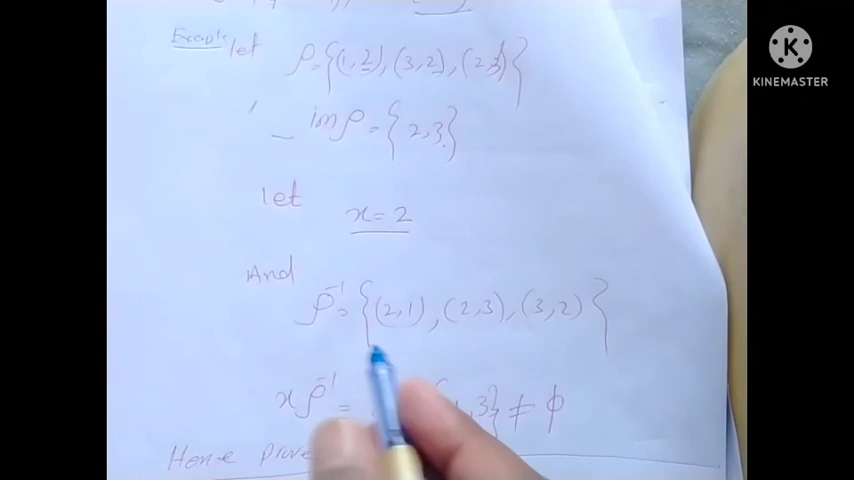 Example let ρ = {(1,2), (3,2), (2,3)}
K
KINEMASTER
im ρ = {2,3}
let
x = 2
And
ρ⁻¹ = {(2,1), (2,3), (3,2)}
xρ⁻¹ = ,3} ≠ ϕ
Hence